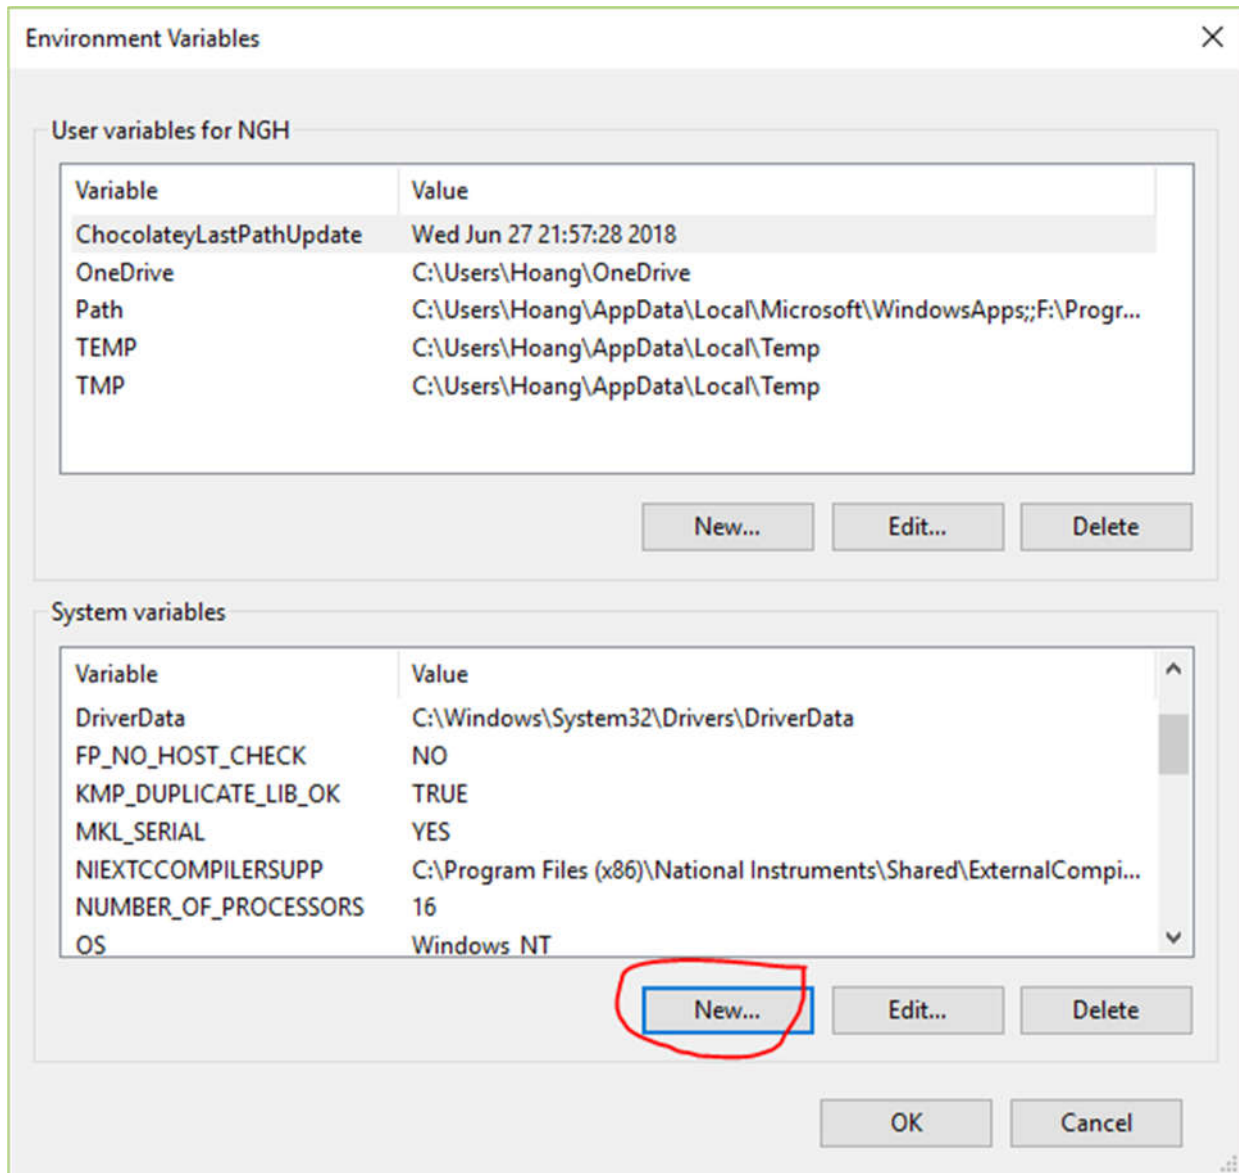 Environment Variables
User variables for NGH
Variable Value
ChocolateyLastPathUpdate Wed Jun 27 21:57:28 2018
OneDrive C:\Users\Hoang\OneDrive
Path C:\Users\Hoang\AppData\Local\Microsoft\WindowsApps;;F:\Progr...
TEMP C:\Users\Hoang\AppData\Local\Temp
TMP C:\Users\Hoang\AppData\Local\Temp
New... Edit... Delete
System variables
Variable Value
DriverData C:\Windows\System32\Drivers\DriverData
FP_NO_HOST_CHECK NO
KMP_DUPLICATE_LIB_OK TRUE
MKL_SERIAL YES
NIEXTCCOMPILERSUPP C:\Program Files (x86)\National Instruments\Shared\ExternalCompi...
NUMBER_OF_PROCESSORS 16
OS Windows_NT
New... Edit... Delete
OK Cancel